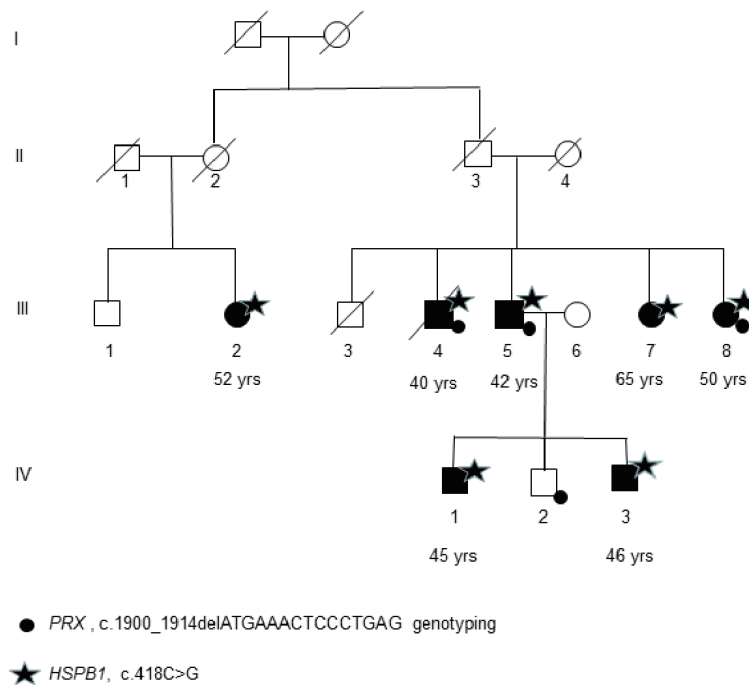 I
II
1 2 3 4
III
1 2 3 4 5 6 7 8
52 yrs 40 yrs 42 yrs 65 yrs 50 yrs
IV
1 2 3
45 yrs 46 yrs
PRX , c.1900_1914delATGAAACTCCCTGAG genotyping
HSPB1, c.418C>G